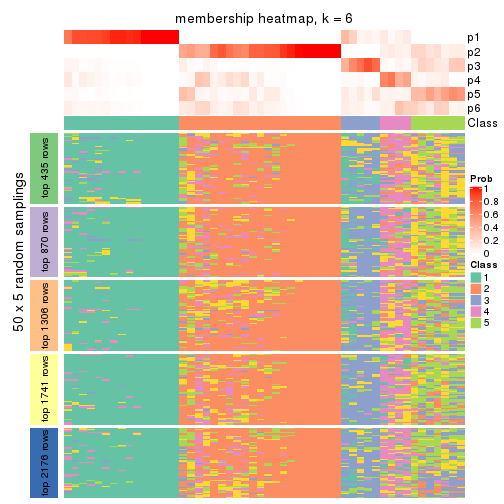 membership heatmap, k = 6
p1
p2
p3
p4
p5
p6
Class
50 x 5 random samplings
top 435 rows
top 870 rows
top 1306 rows
top 1741 rows
top 2176 rows
Prob
1
0.8
0.6
0.4
0.2
0
Class
1
2
3
4
5